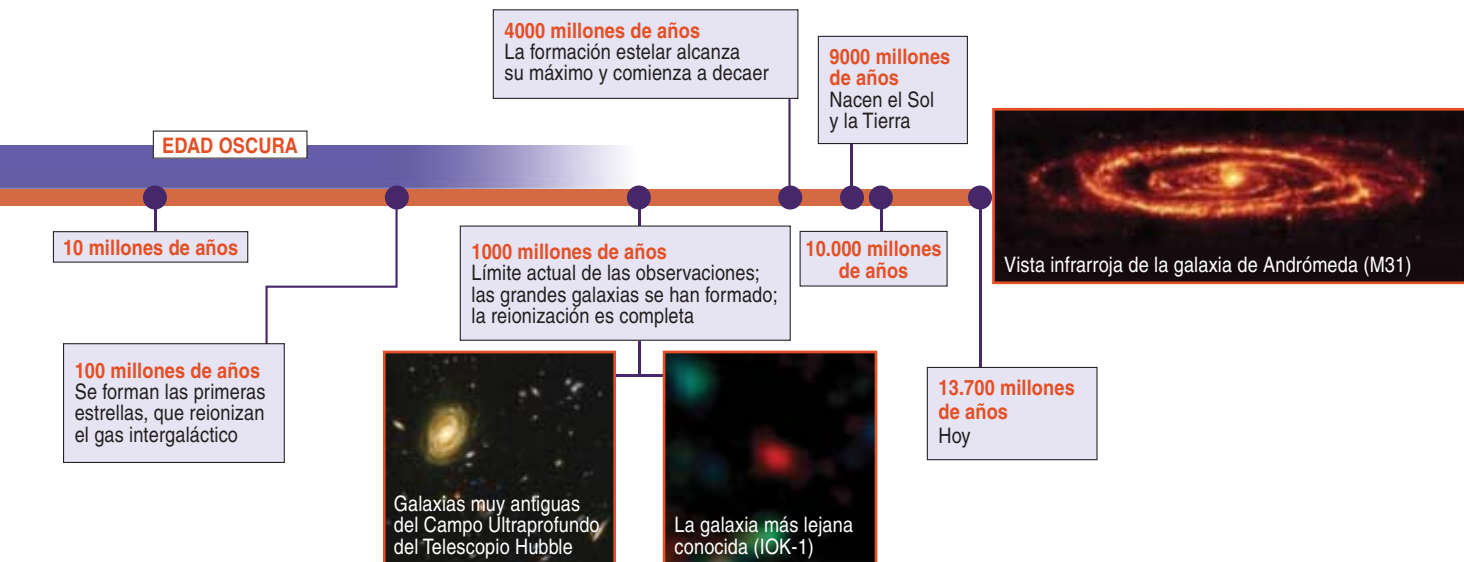 4000 millones de años
La formación estelar alcanza
su máximo y comienza a decaer
9000 millones
de años
Nacen el Sol
y la Tierra
EDAD OSCURA
10 millones de años
1000 millones de años
Límite actual de las observaciones;
las grandes galaxias se han formado;
la reionización es completa
10.000 millones
de años
Vista infrarroja de la galaxia de Andrómeda (M31)
100 millones de años
Se forman las primeras
estrellas, que reionizan
el gas intergaláctico
Galaxias muy antiguas
del Campo Ultraprofundo
del Telescopio Hubble
La galaxia más lejana
conocida (IOK-1)
13.700 millones
de años
Hoy